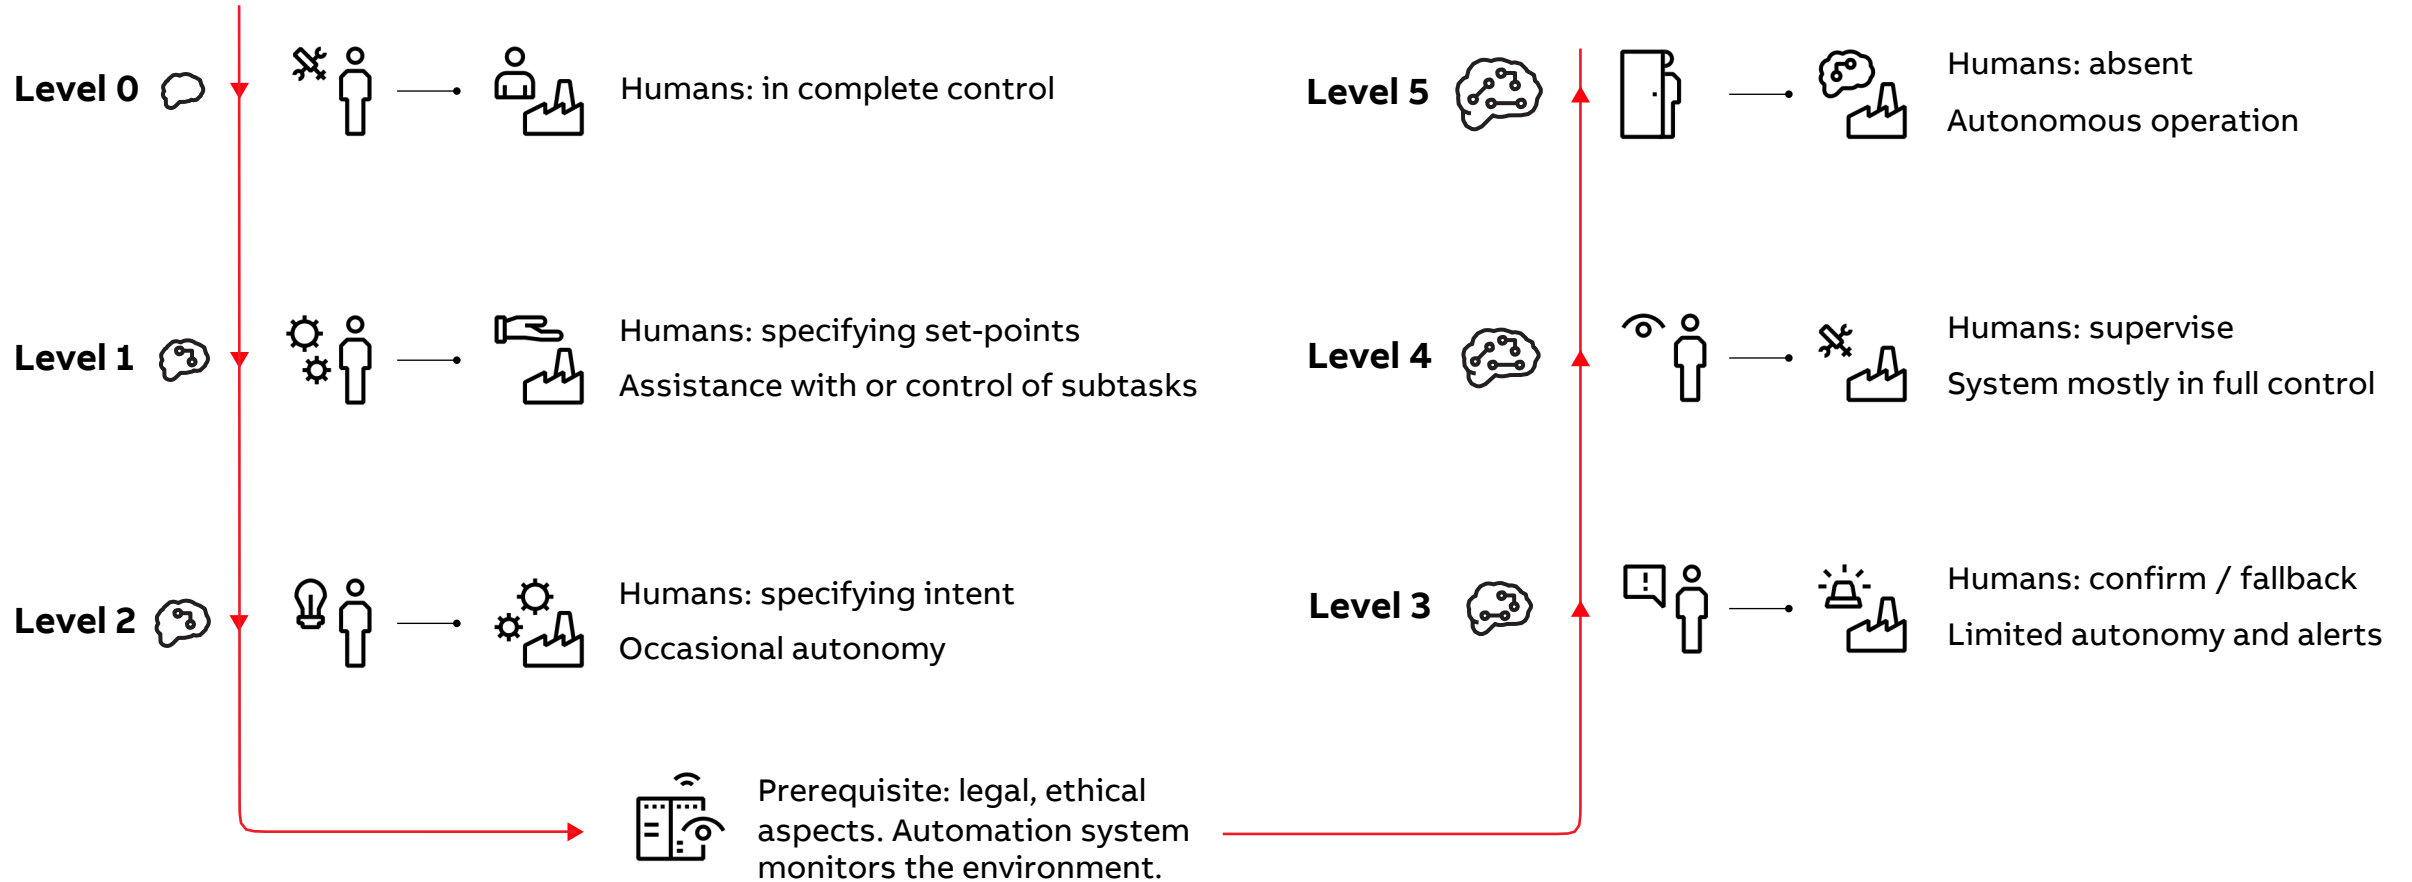 Level 0
Humans: in complete control
Level 1
Humans: specifying set-points
Assistance with or control of subtasks
Level 2
Humans: specifying intent
Occasional autonomy
Prerequisite: legal, ethical
aspects. Automation system
monitors the environment.
Level 3
Humans: confirm / fallback
Limited autonomy and alerts
Level 4
Humans: supervise
System mostly in full control
Level 5
Humans: absent
Autonomous operation